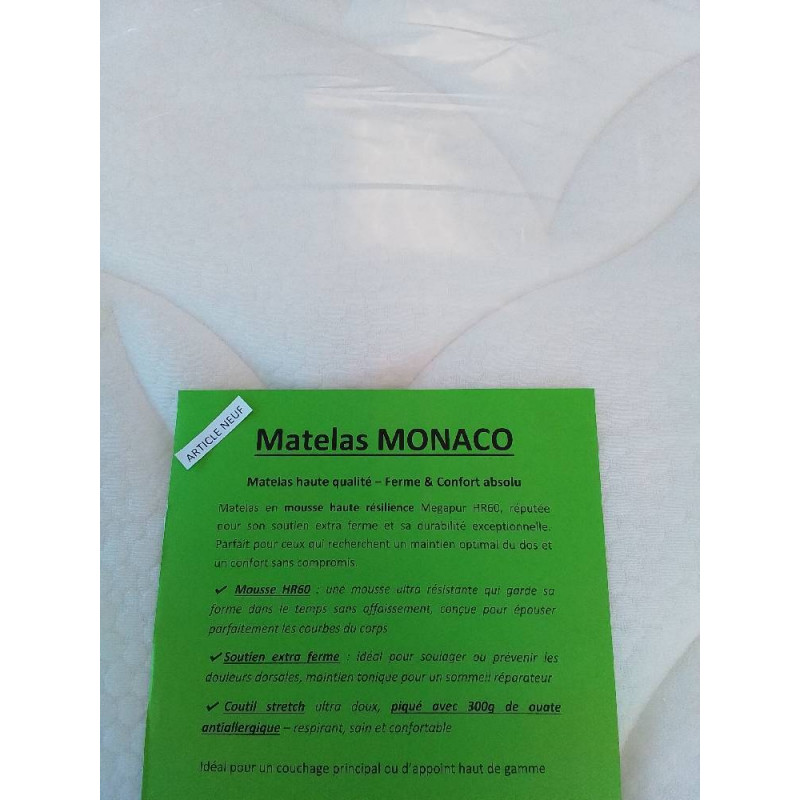 ARTICLE NEUF
Matelas MONACO
Matelas haute qualité – Ferme & Confort absolu
Matelas en mousse haute résilience Megapur HR60, réputée
pour son soutien extra ferme et sa durabilité exceptionnelle.
Parfait pour ceux qui recherchent un maintien optimal du dos et
un confort sans compromis
✔ Mousse HR60 : une mousse ultra résistante qui garde sa
forme dans le temps sans affaissement, conçue pour épouser
parfaitement les courbes du corps
✔ Soutien extra ferme : idéal pour soulager ou prévenir les
douleurs dorsales, maintien tonique pour un sommeil réparateur
✔ Coutil stretch ultra doux, piqué avec 300g de ouate
antiallergique – respirant, sain et confortable
Idéal pour un couchage principal ou d'appoint haut de gamme